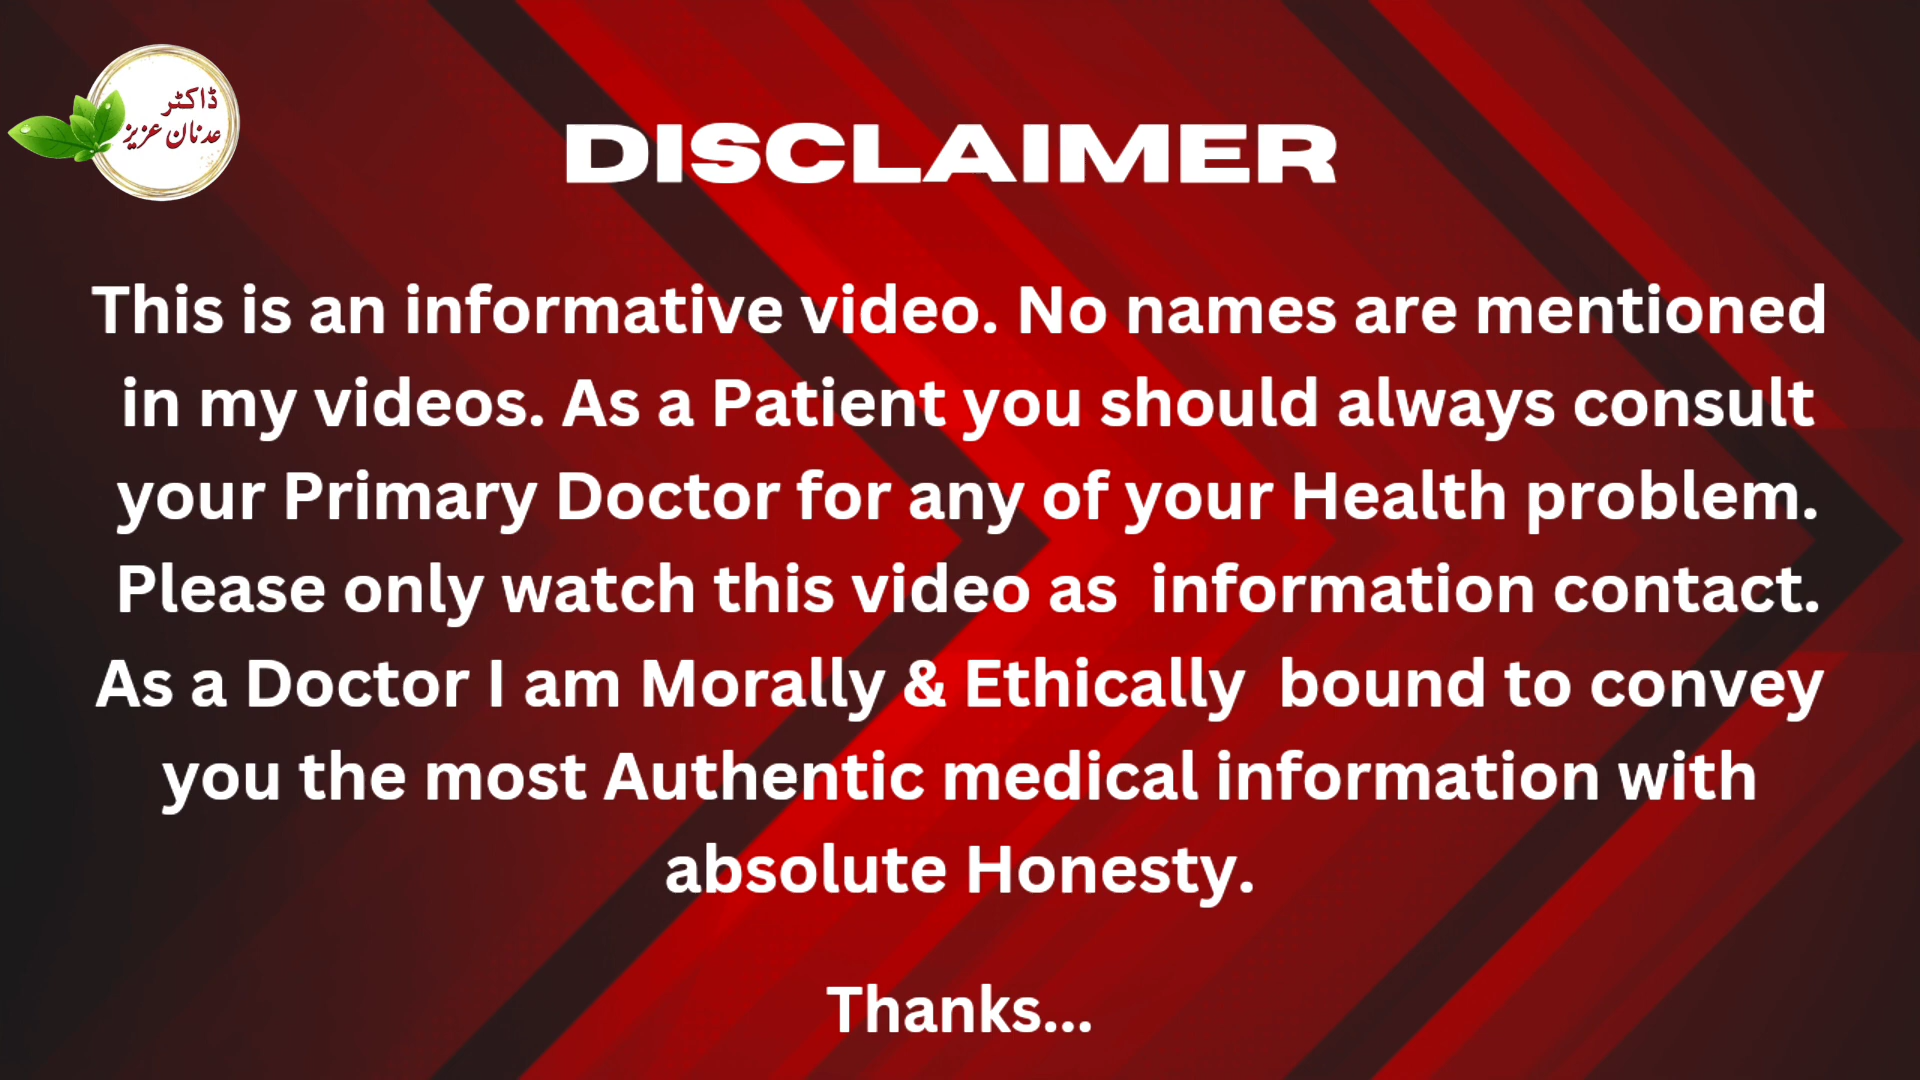 ڈاکٹر
عدنان عزیز
DISCLAIMER
This is an informative video. No names are mentioned
in my videos. As a Patient you should always consult
your Primary Doctor for any of your Health problem.
Please only watch this video as  information contact.
As a Doctor I am Morally & Ethically  bound to convey
you the most Authentic medical information with
absolute Honesty.
Thanks...